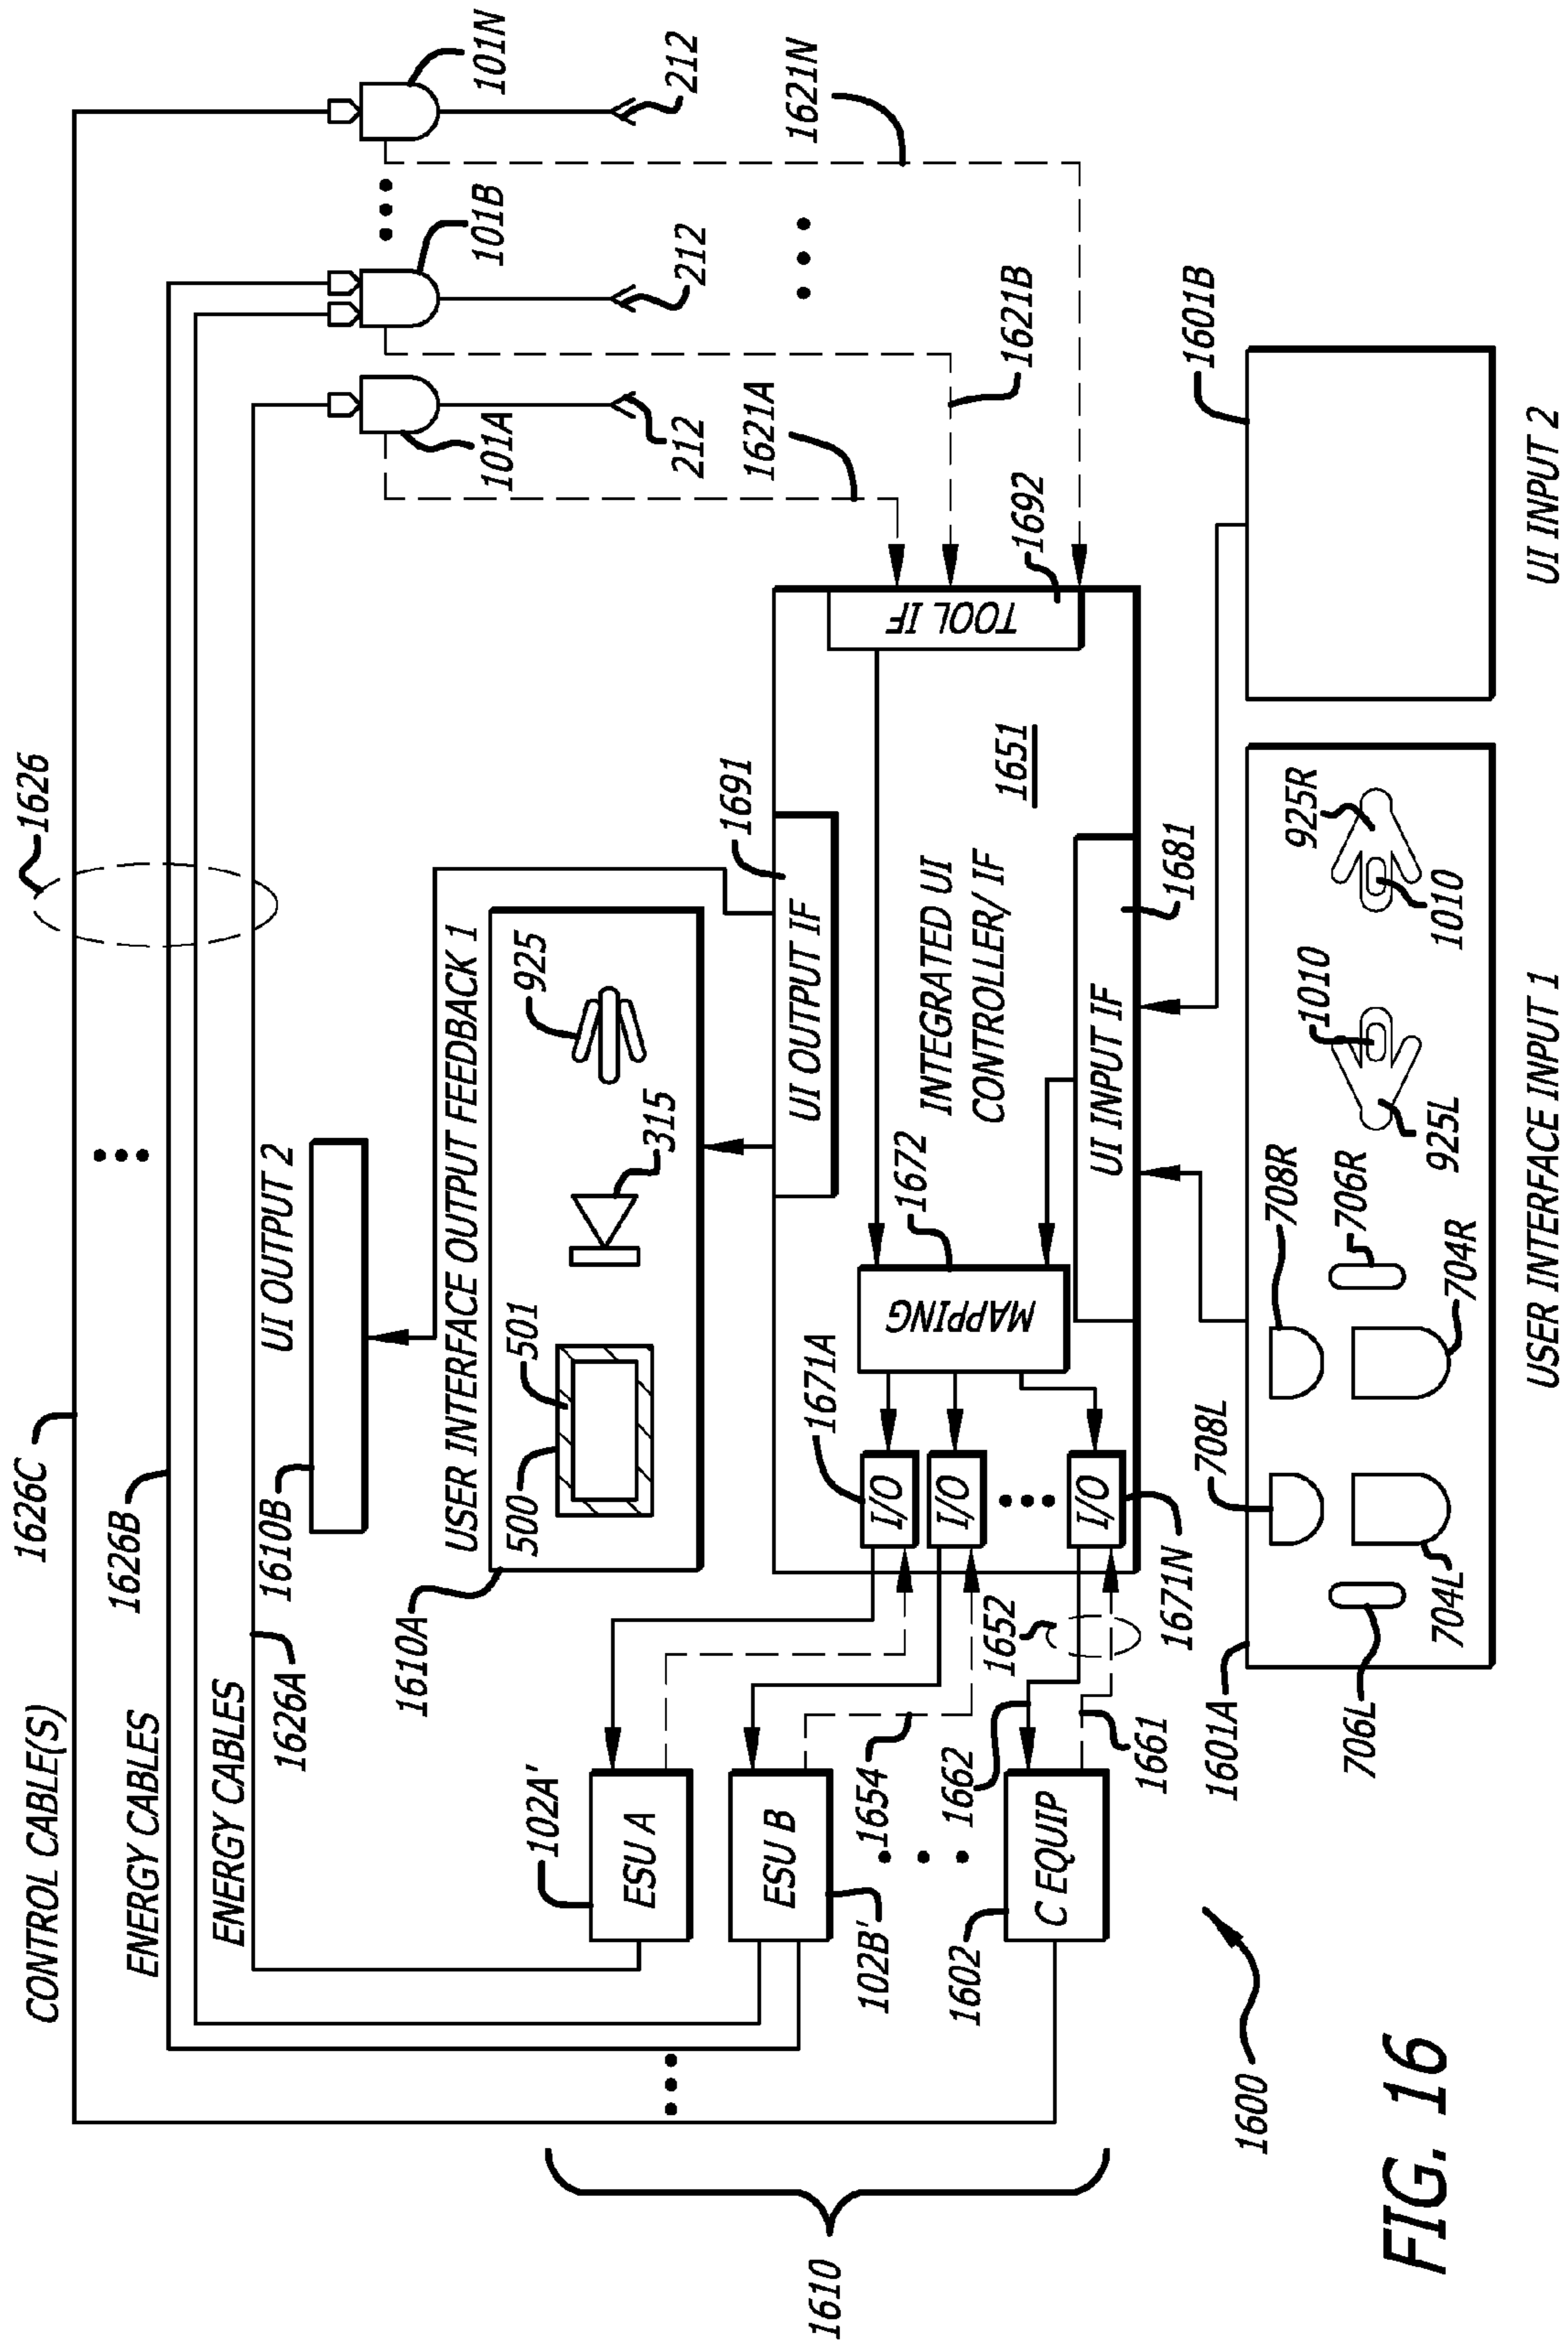 CONTROL CABLE(S)
1626C
1626
ENERGY CABLES
1626B
ENERGY CABLES
1626A
1610B
UI OUTPUT 2
101A
101B
101N
212
212
212
1610A
USER INTERFACE OUTPUT FEEDBACK 1
500
501
315
925
1691
1621A
1621B
1621N
102A'
ESU A
ESU B
102B'
1654
1662
C EQUIP
1602
1661
1652
1610
I/O
1671A
I/O
I/O
1671N
MAPPING
1672
UI OUTPUT IF
INTEGRATED UI
CONTROLLER/IF
1651
TOOL IF
1692
UI INPUT IF
1681
1601A
706L
704L
708L
708R
706R
704R
925L
1010
1010
925R
USER INTERFACE INPUT 1
1601B
UI INPUT 2
1600
FIG. 16